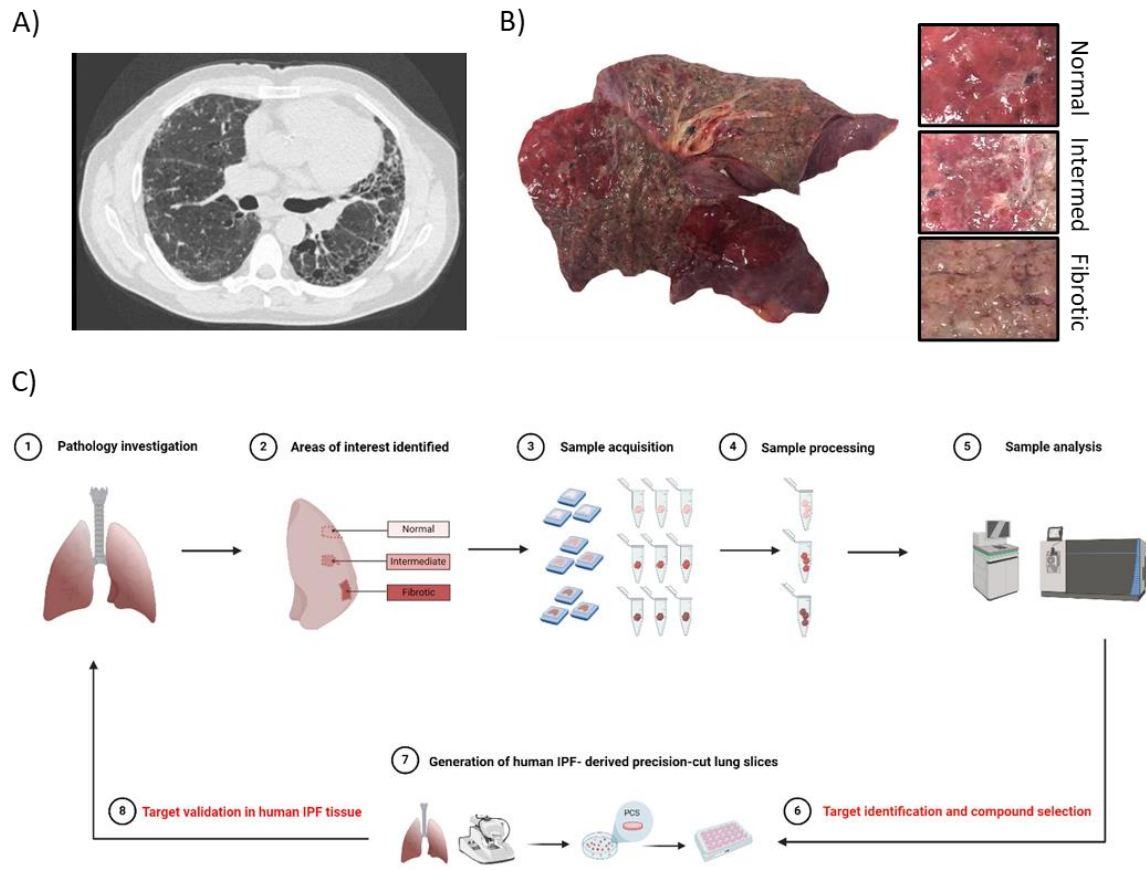 A)
B)
Normal
Intermed
Fibrotic
C)
1 Pathology investigation
2 Areas of interest identified
3 Sample acquisition
4 Sample processing
5 Sample analysis
Normal
Intermediate
Fibrotic
7 Generation of human IPF- derived precision-cut lung slices
8 Target validation in human IPF tissue
PCS
6 Target identification and compound selection